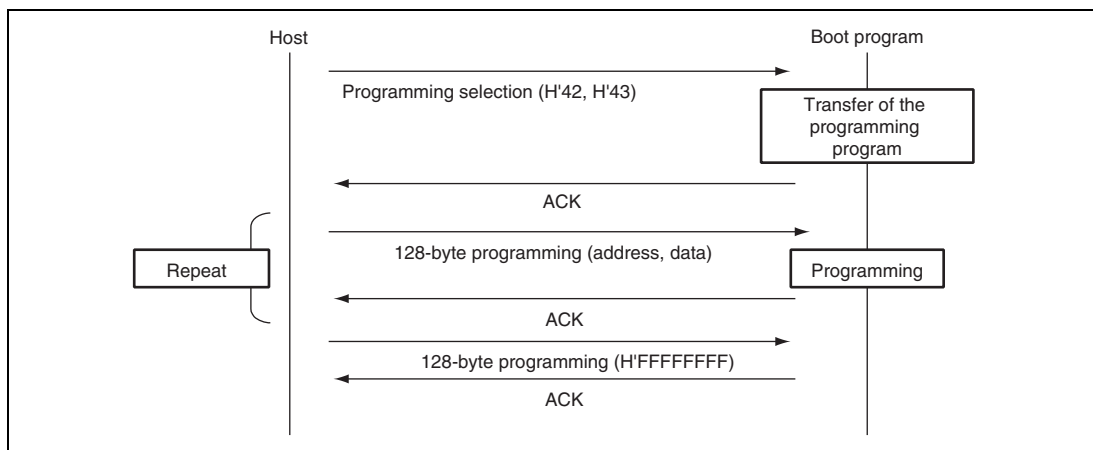 Host
Boot program
Programming selection (H'42, H'43)
Transfer of the
programming
program
ACK
128-byte programming (address, data)
Repeat
Programming
ACK
128-byte programming (H'FFFFFFFF)
ACK